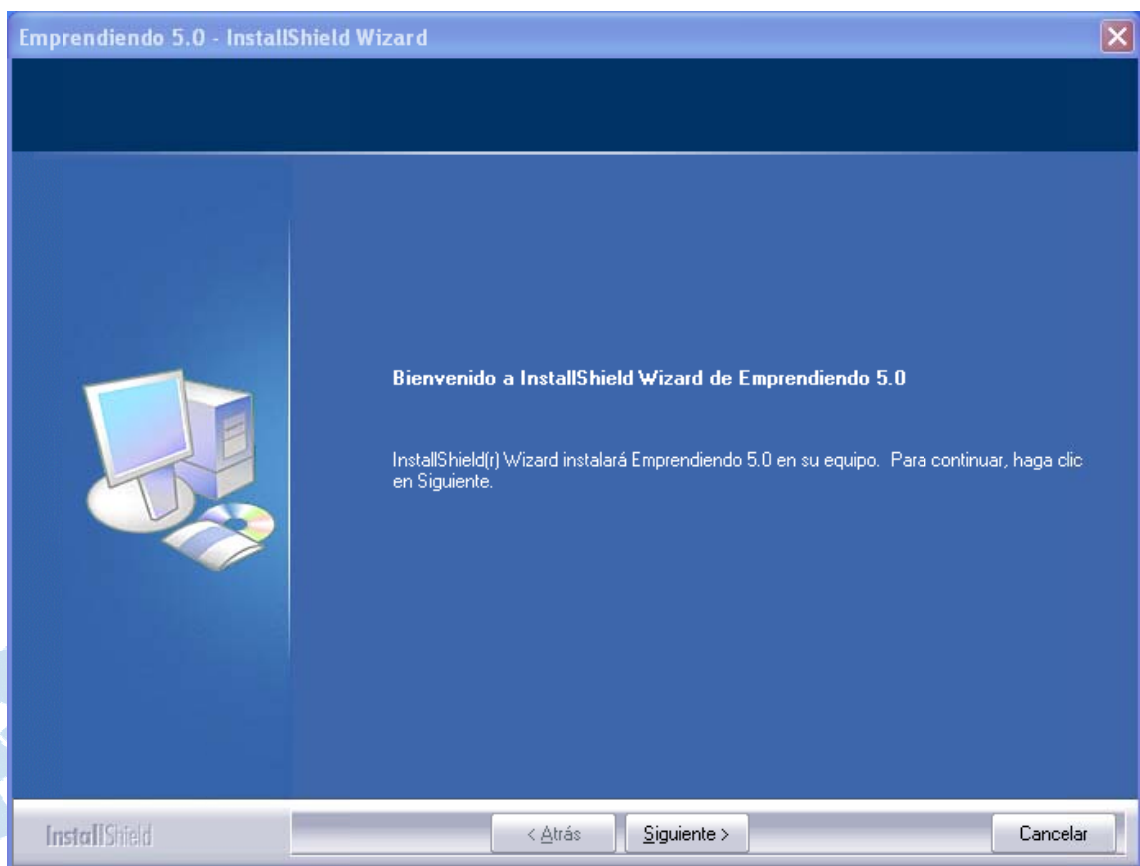 Emprendiendo 5.0 - InstallShield Wizard
Bienvenido a InstallShield Wizard de Emprendiendo 5.0
InstallShield(r) Wizard instalará Emprendiendo 5.0 en su equipo.  Para continuar, haga clic
en Siguiente.
InstallShield
< Atrás
Siguiente >
Cancelar